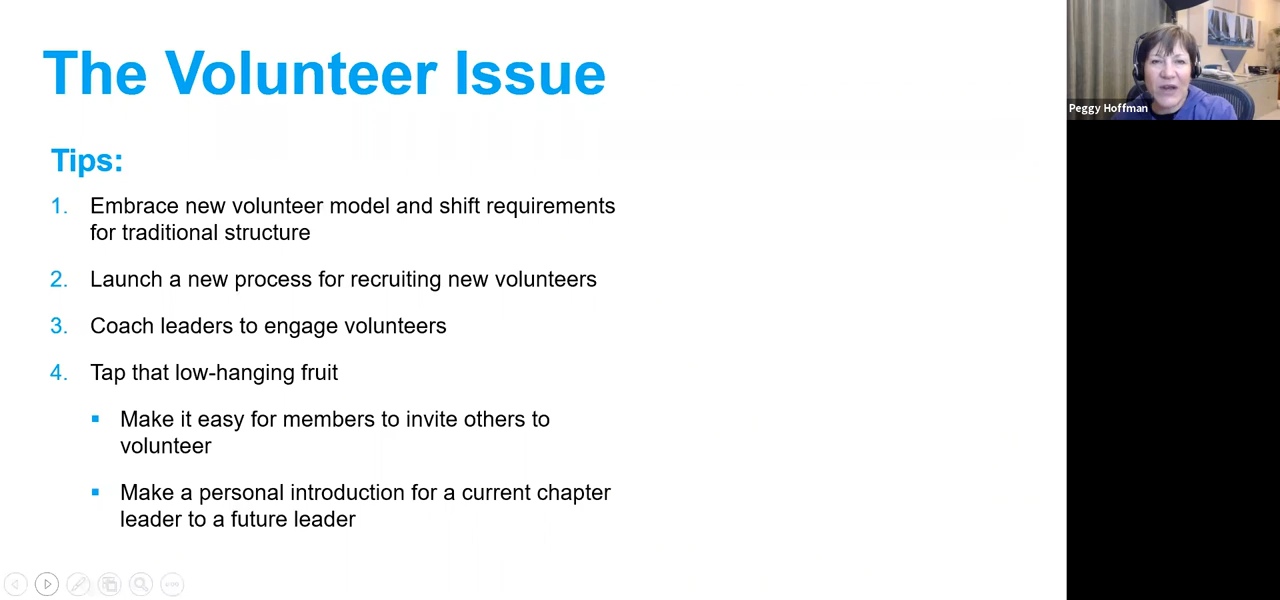 The Volunteer Issue
Peggy Hoffman
Tips:
1. Embrace new volunteer model and shift requirements
for traditional structure
2. Launch a new process for recruiting new volunteers
3. Coach leaders to engage volunteers
4. Tap that low-hanging fruit
▪ Make it easy for members to invite others to
volunteer
▪ Make a personal introduction for a current chapter
leader to a future leader